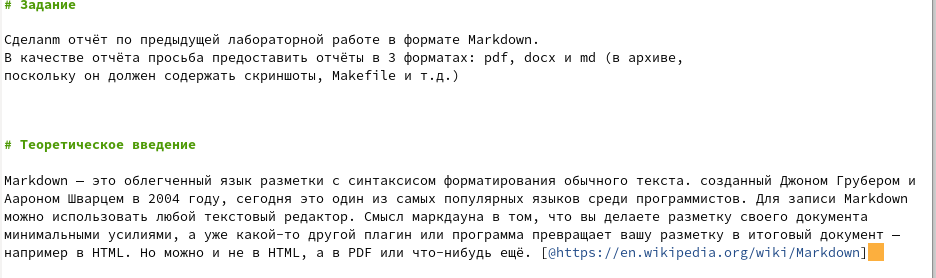 # Задание
Сделапт отчёт по предыдущей лабораторной работе в формате Markdown.
В качестве отчёта просьба предоставить отчёты в 3 форматах: pdf, docx и md (в архиве,
поскольку он должен содержать скриншоты, Makefile и т.д.)
# Теоретическое введение
Markdown — это облегченный язык разметки с синтаксисом форматирования обычного текста. созданный Джоном Грубером и
Аароном Шварцем в 2004 году, сегодня это один из самых популярных языков среди программистов. Для записи Markdown
можно использовать любой текстовый редактор. Смысл маркдауна в том, что вы делаете разметку своего документа
минимальными усилиями, а уже какой-то другой плагин или программа превращает вашу разметку в итоговый документ —
например в HTML. Но можно и не в HTML, а в PDF или что-нибудь ещё. [@https://en.wikipedia.org/wiki/Markdown]